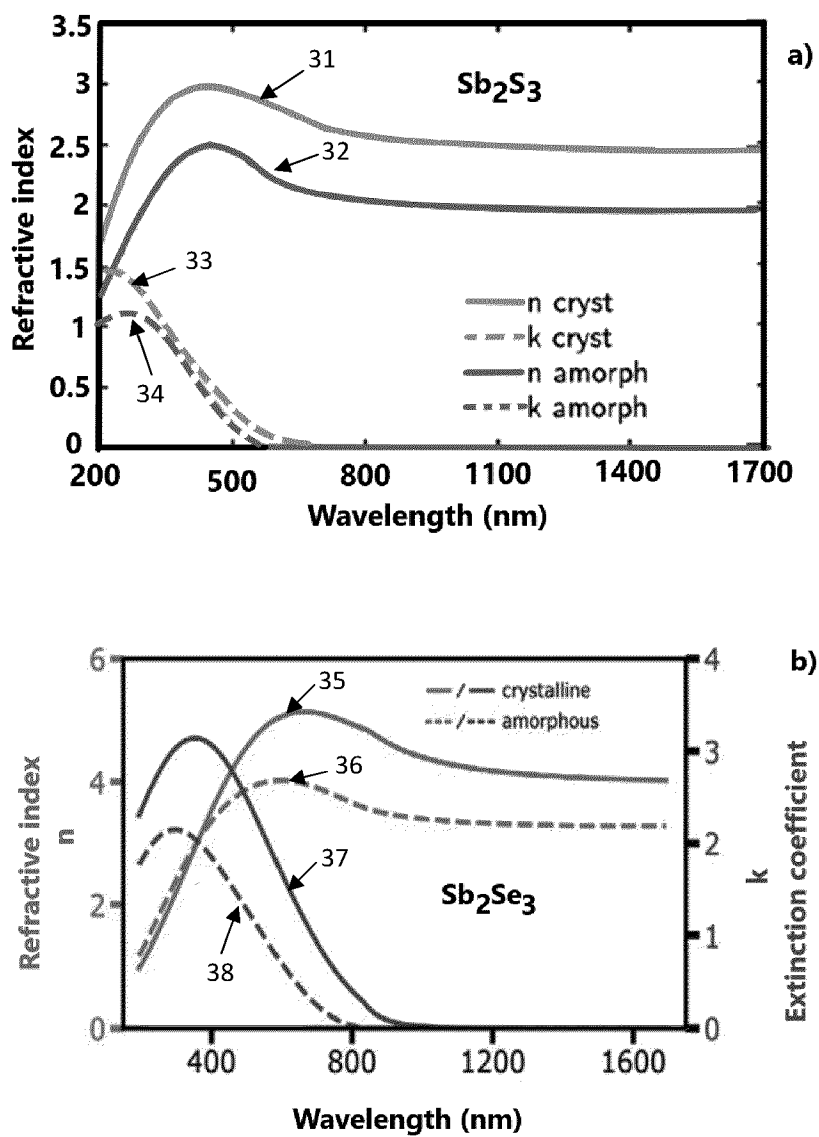 3.5
a)
31
Sb2S3
3
2.5
32
2
33
1.5
n cryst
k cryst
1
n amorph
34
0.5
k amorph
0
Refractive index
200 500 800 1100 1400 1700
Wavelength (nm)
b)
6 4
35
crystalline
amorphous
3
36
4
2
37
Sb2Se3
2
1
38
0 0
Refractive index
n
k
Extinction coefficient
400 800 1200 1600
Wavelength (nm)